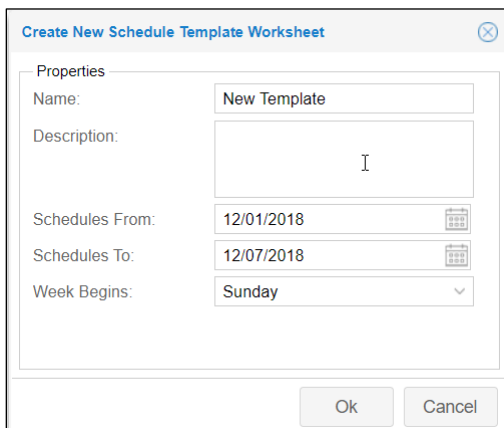 Create New Schedule Template Worksheet
Properties
Name: New Template
Description:
Schedules From: 12/01/2018
Schedules To: 12/07/2018
Week Begins: Sunday
Ok Cancel